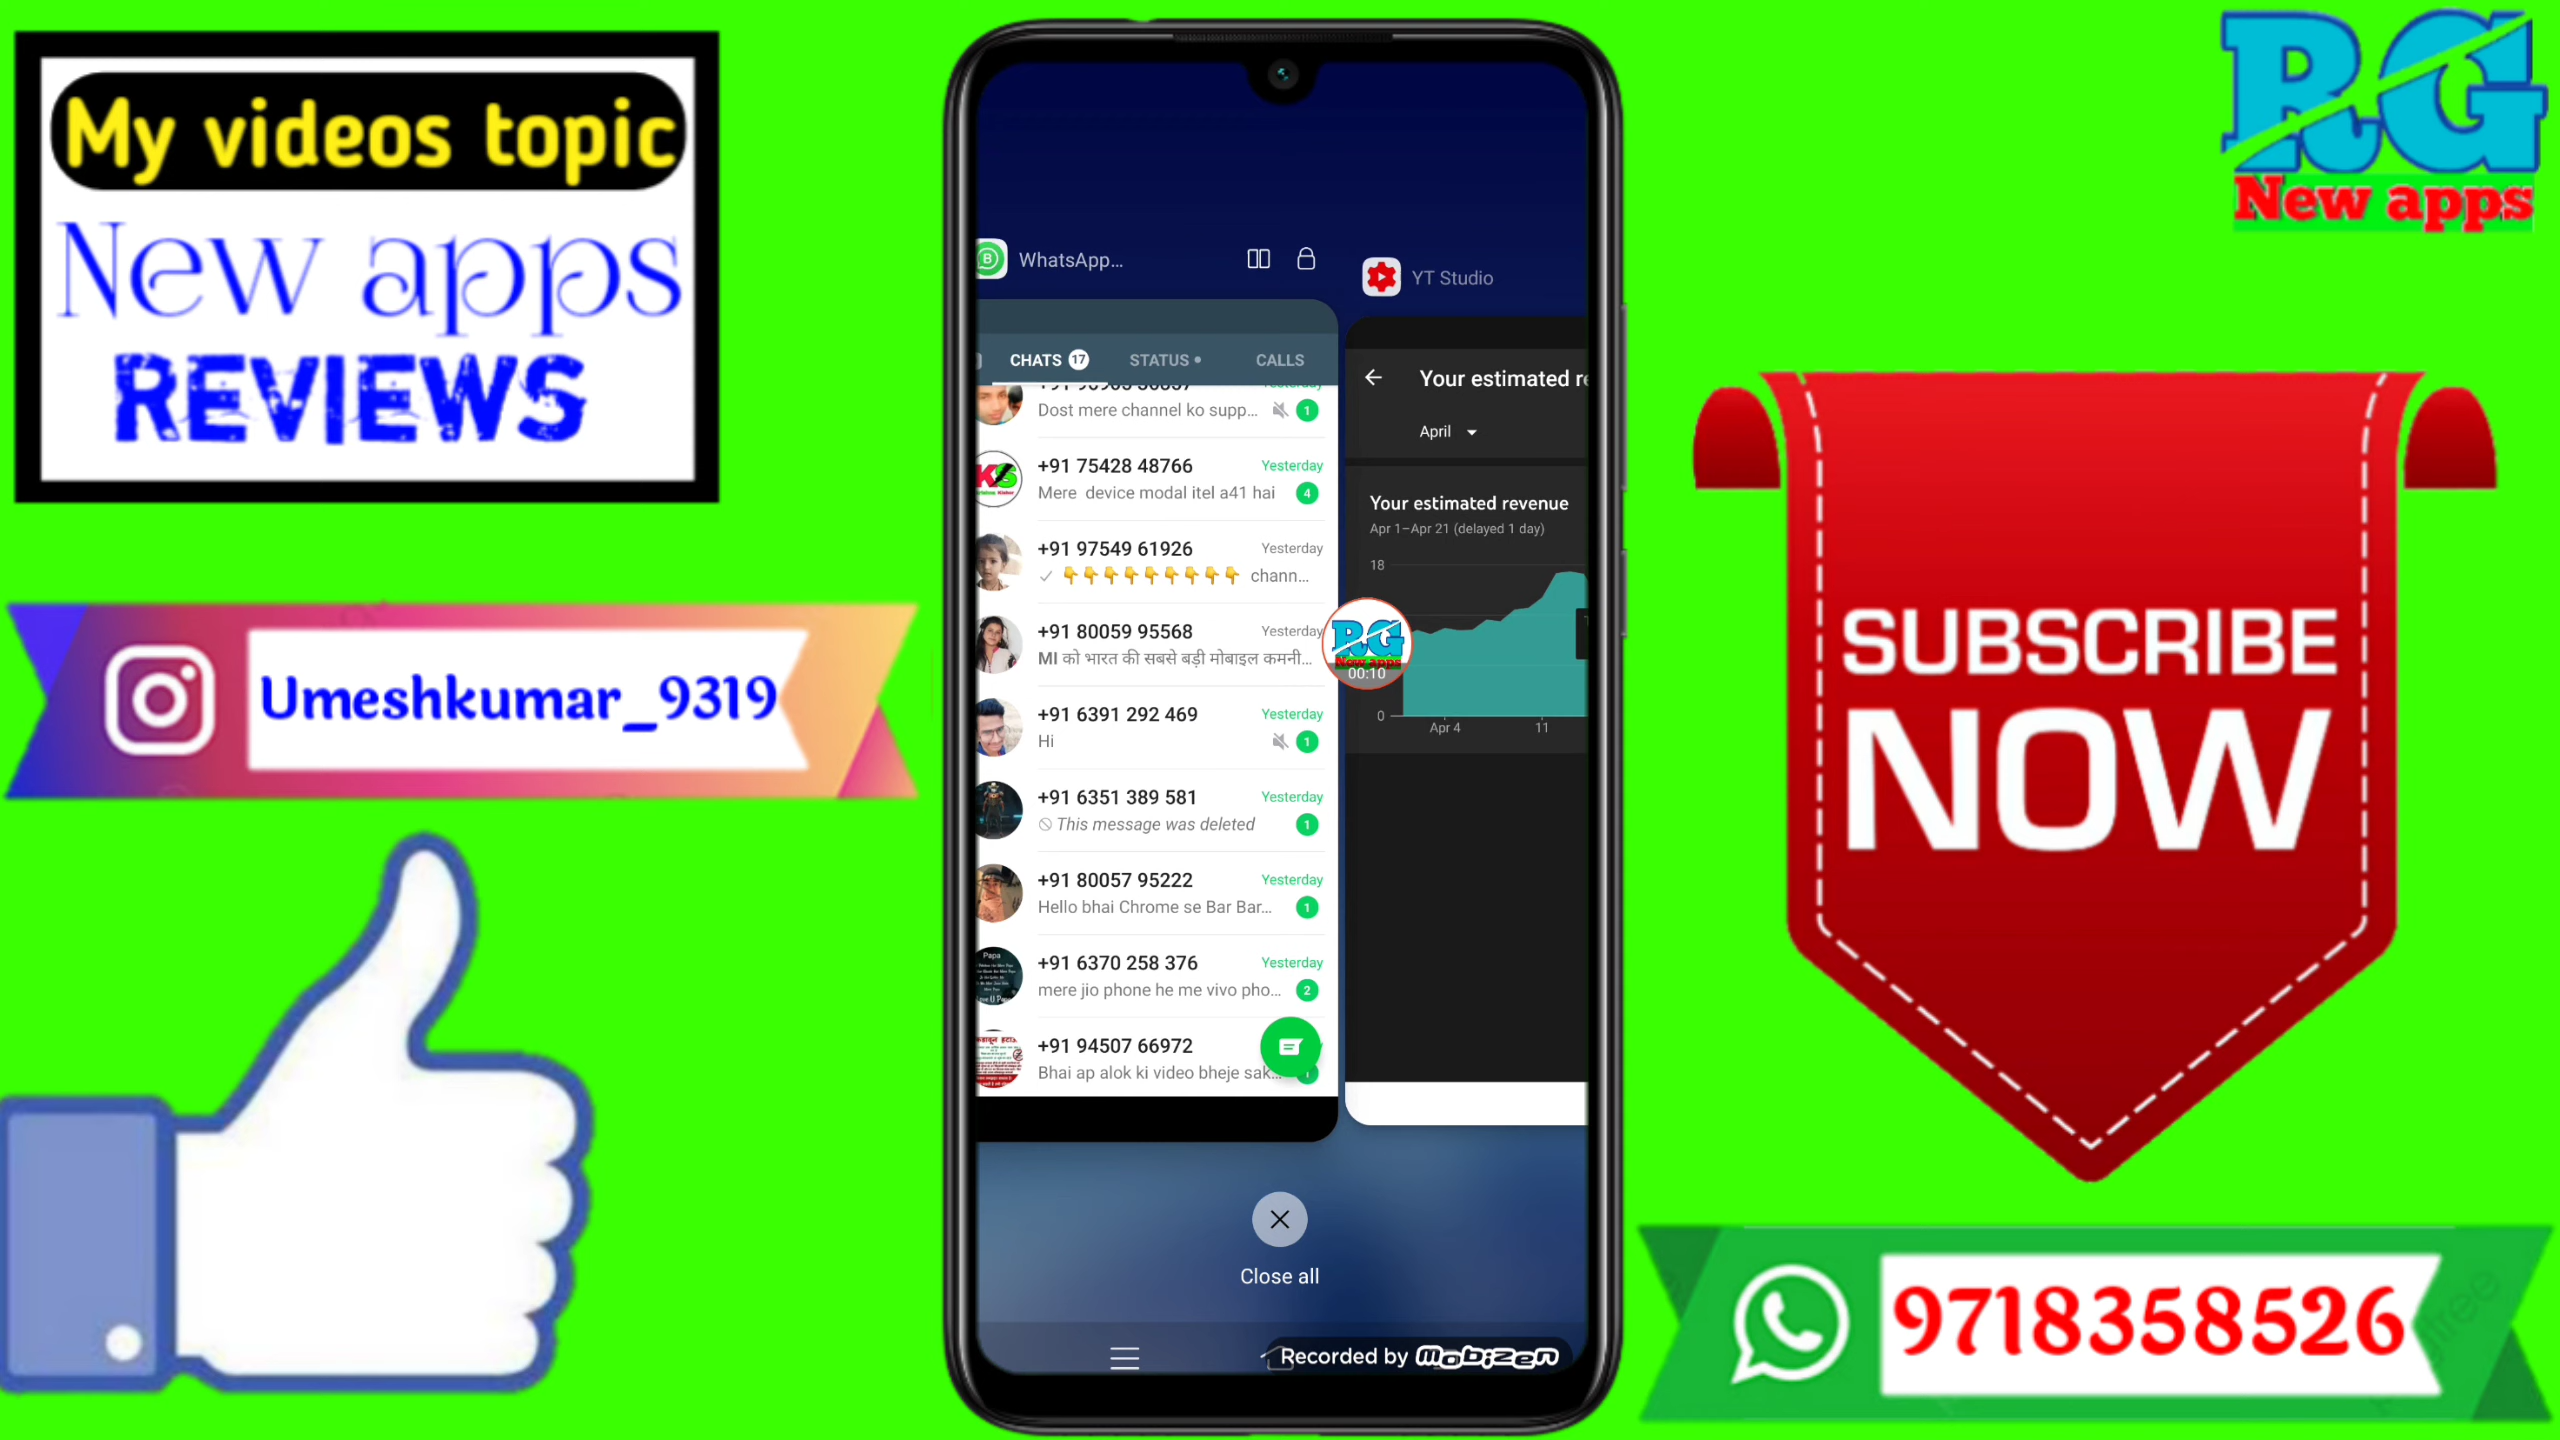 My videos topic
New apps
REVIEWS
RG
New apps
Umeshkumar_9319
WhatsApp...
CHATS 17
STATUS
CALLS
Yesterday
Dost mere channel ko supp...
1
+91 75428 48766
Yesterday
Mere device modal itel a41 hai
4
+91 97549 61926
Yesterday
👇👇👇👇👇👇👇👇👇 chann...
+91 80059 95568
Yesterday
MI को भारत की सबसे बड़ी मोबाइल कमनी...
+91 6391 292 469
Yesterday
Hi
1
+91 6351 389 581
Yesterday
This message was deleted
1
+91 80057 95222
Yesterday
Hello bhai Chrome se Bar Bar...
1
Papa
+91 6370 258 376
Yesterday
mere jio phone he me vivo pho...
2
+91 94507 66972
Bhai ap alok ki video bheje sak...
YT Studio
Your estimated re
April
Your estimated revenue
Apr 1–Apr 21 (delayed 1 day)
18
0
Apr 4
11
RG
New apps
00:10
Close all
Recorded by Mobizen
SUBSCRIBE
NOW
9718358526